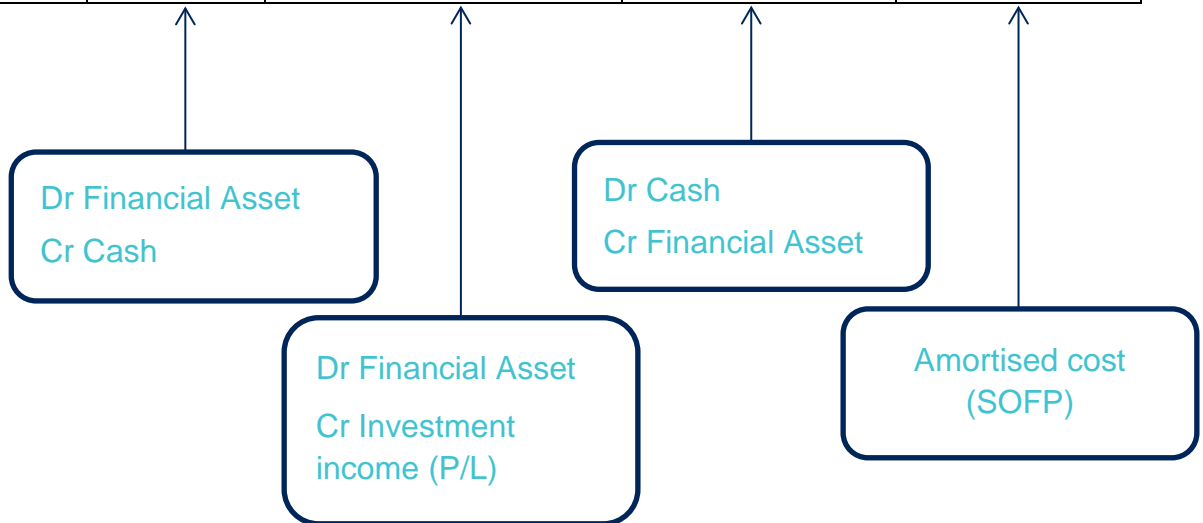 Dr Financial Asset
Cr Cash
Dr Financial Asset
Cr Investment
income (P/L)
Dr Cash
Cr Financial Asset
Amortised cost
(SOFP)